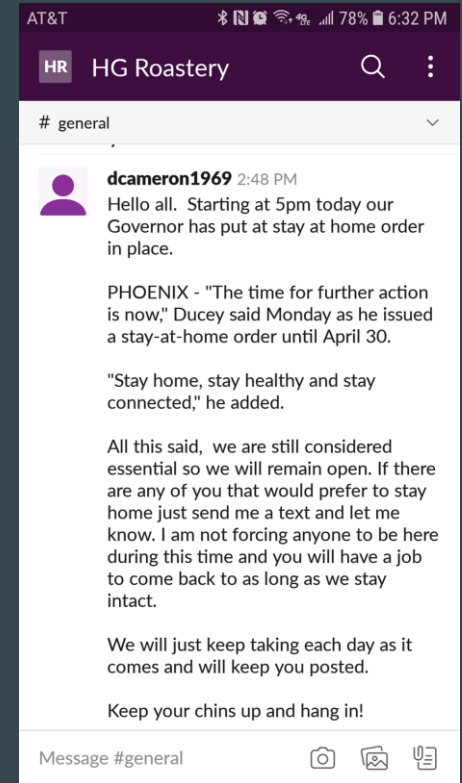 AT&T 78% 6:32 PM
HR HG Roastery
# general
dcameron1969 2:48 PM
Hello all.  Starting at 5pm today our
Governor has put at stay at home order
in place.
PHOENIX - "The time for further action
is now," Ducey said Monday as he issued
a stay-at-home order until April 30.
"Stay home, stay healthy and stay
connected," he added.
All this said,  we are still considered
essential so we will remain open. If there
are any of you that would prefer to stay
home just send me a text and let me
know. I am not forcing anyone to be here
during this time and you will have a job
to come back to as long as we stay
intact.
We will just keep taking each day as it
comes and will keep you posted.
Keep your chins up and hang in!
Message #general